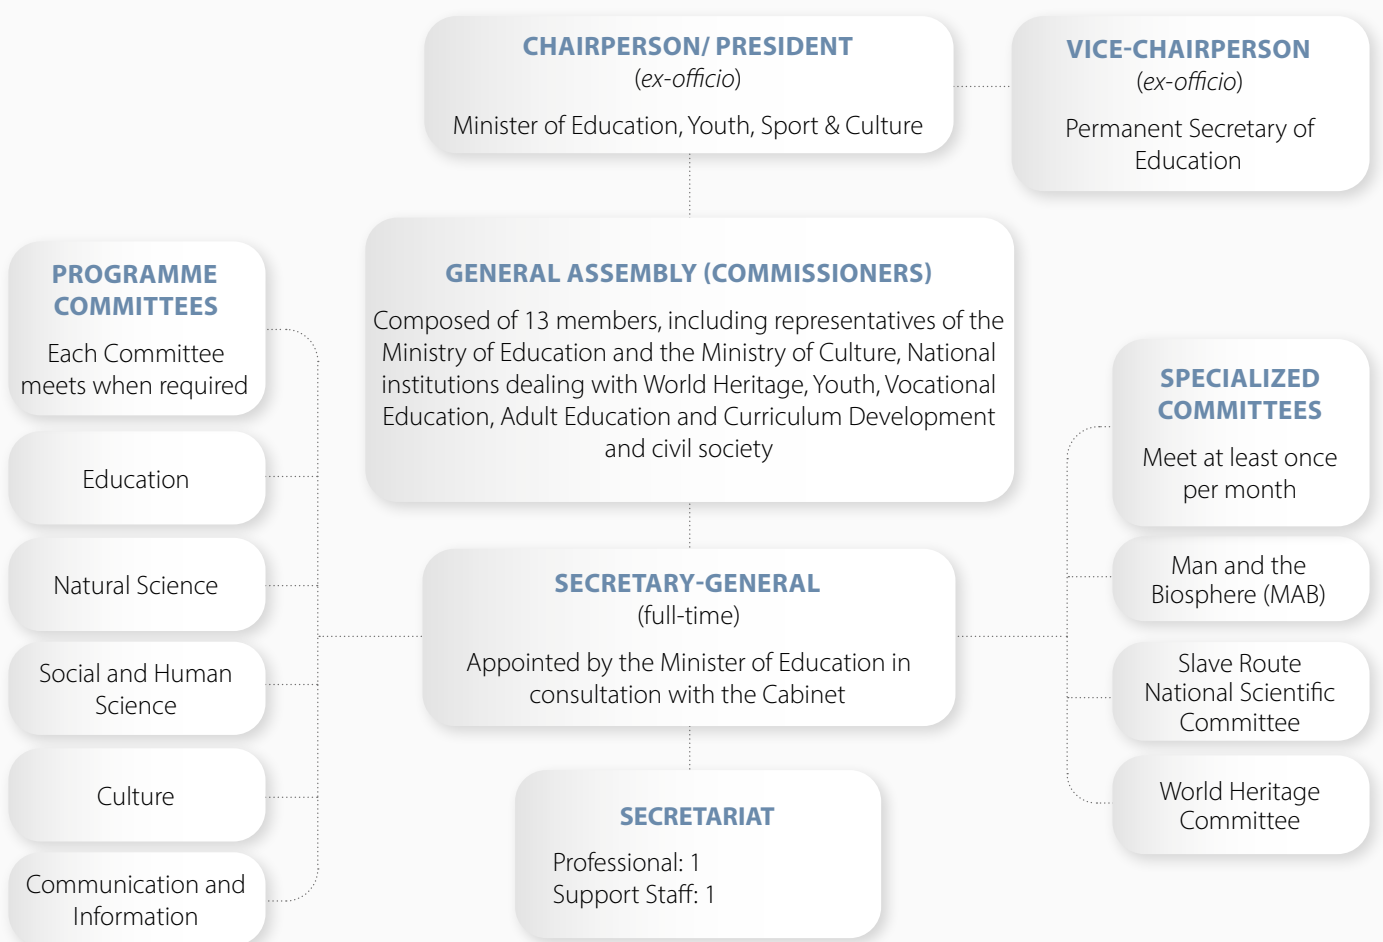 CHAIRPERSON/ PRESIDENT
(ex-officio)
Minister of Education, Youth, Sport & Culture
VICE-CHAIRPERSON
(ex-officio)
Permanent Secretary of
Education
GENERAL ASSEMBLY (COMMISSIONERS)
Composed of 13 members, including representatives of the
Ministry of Education and the Ministry of Culture, National
institutions dealing with World Heritage, Youth, Vocational
Education, Adult Education and Curriculum Development
and civil society
PROGRAMME
COMMITTEES
Each Committee
meets when required
Education
Natural Science
Social and Human
Science
Culture
Communication and
Information
SECRETARY-GENERAL
(full-time)
Appointed by the Minister of Education in
consultation with the Cabinet
SECRETARIAT
Professional: 1
Support Staff: 1
SPECIALIZED
COMMITTEES
Meet at least once
per month
Man and the
Biosphere (MAB)
Slave Route
National Scientific
Committee
World Heritage
Committee